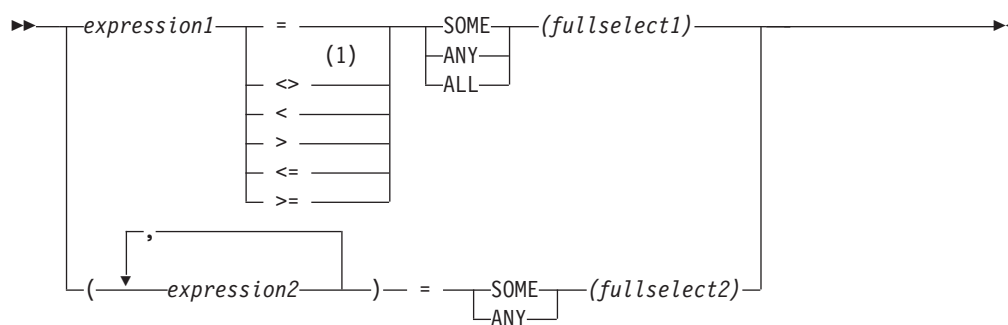 expression1 = SOME (fullselect1)
(1) ANY
<> ALL
<
>
<=
>=
,
( expression2 ) = SOME (fullselect2)
ANY